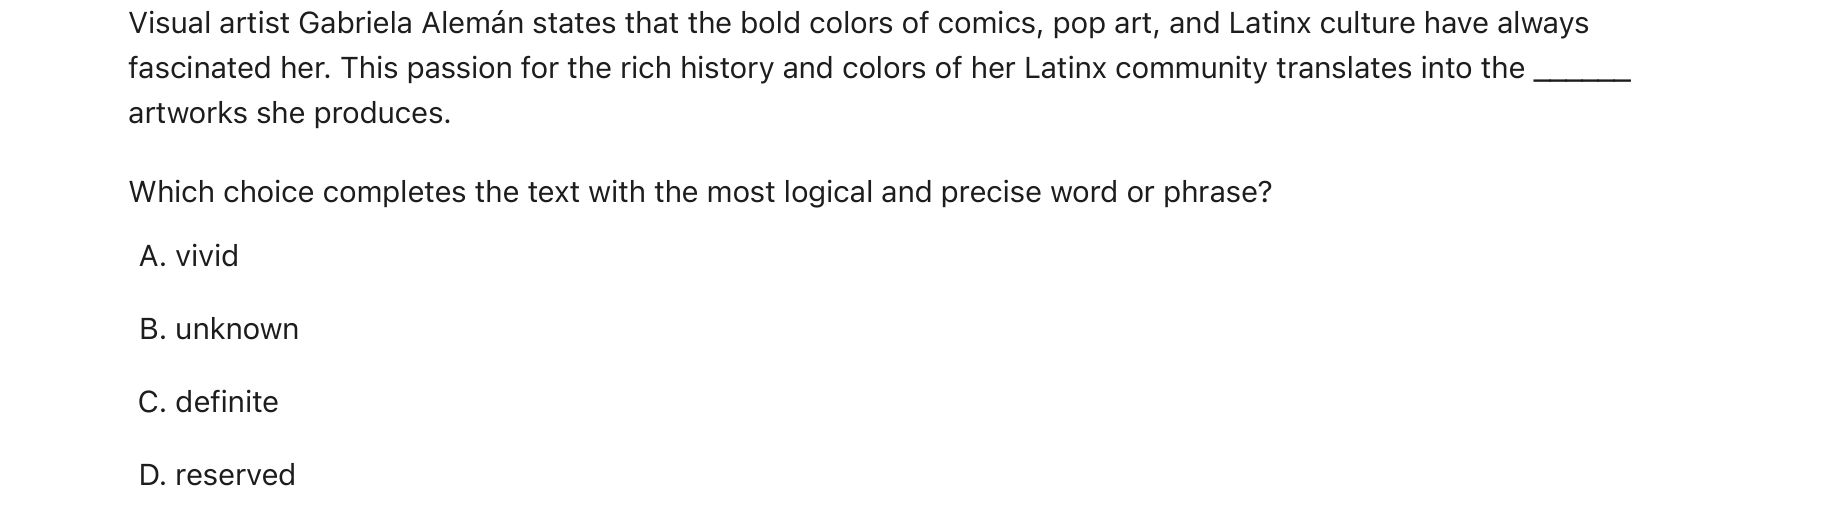 Visual artist Gabriela Alemán states that the bold colors of comics, pop art, and Latinx culture have always
fascinated her. This passion for the rich history and colors of her Latinx community translates into the ______
artworks she produces.
Which choice completes the text with the most logical and precise word or phrase?
A. vivid
B. unknown
C. definite
D. reserved